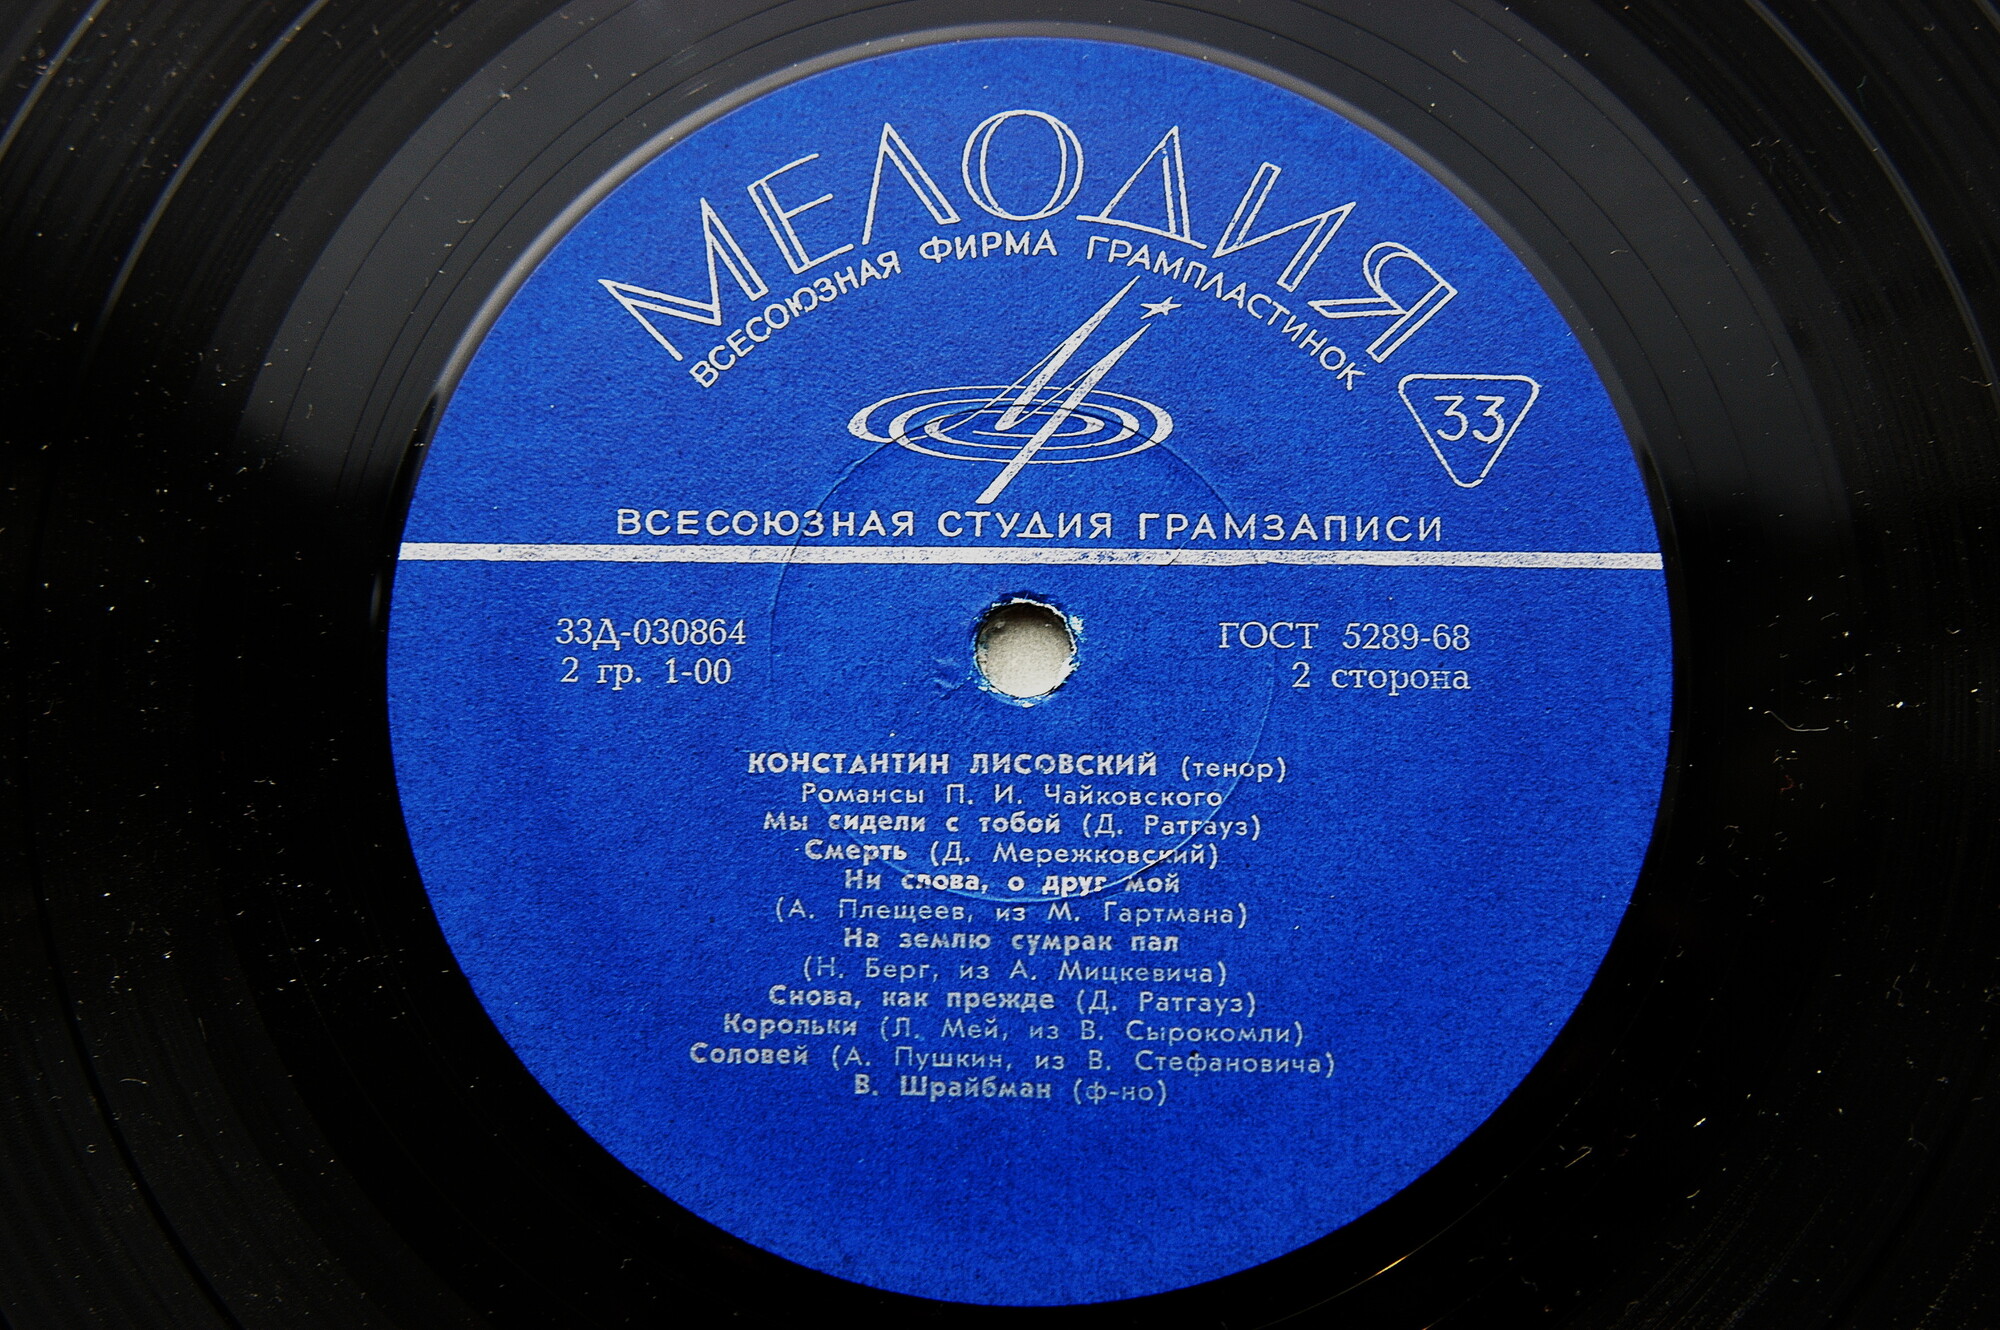 МЕЛОДИЯ
ВСЕСОЮЗНАЯ ФИРМА ГРАМПЛАСТИНОК
33
ВСЕСОЮЗНАЯ СТУДИЯ ГРАМЗАПИСИ
33Д-030864
2 гр. 1-00
ГОСТ 5289-68
2 сторона
КОНСТАНТИН ЛИСОВСКИЙ (тенор)
Романсы П. И. Чайковского
Мы сидели с тобой (Д. Ратгауз)
Смерть (Д. Мережковский)
Ни слова, о друг мой
(А. Плещеев, из М. Гартмана)
На землю сумрак пал
(Н. Берг, из А. Мицкевича)
Снова, как прежде (Д. Ратгауз)
Корольки (Л. Мей, из В. Сырокомли)
Соловей (А. Пушкин, из В. Стефановича)
В. Шрайбман (ф-но)